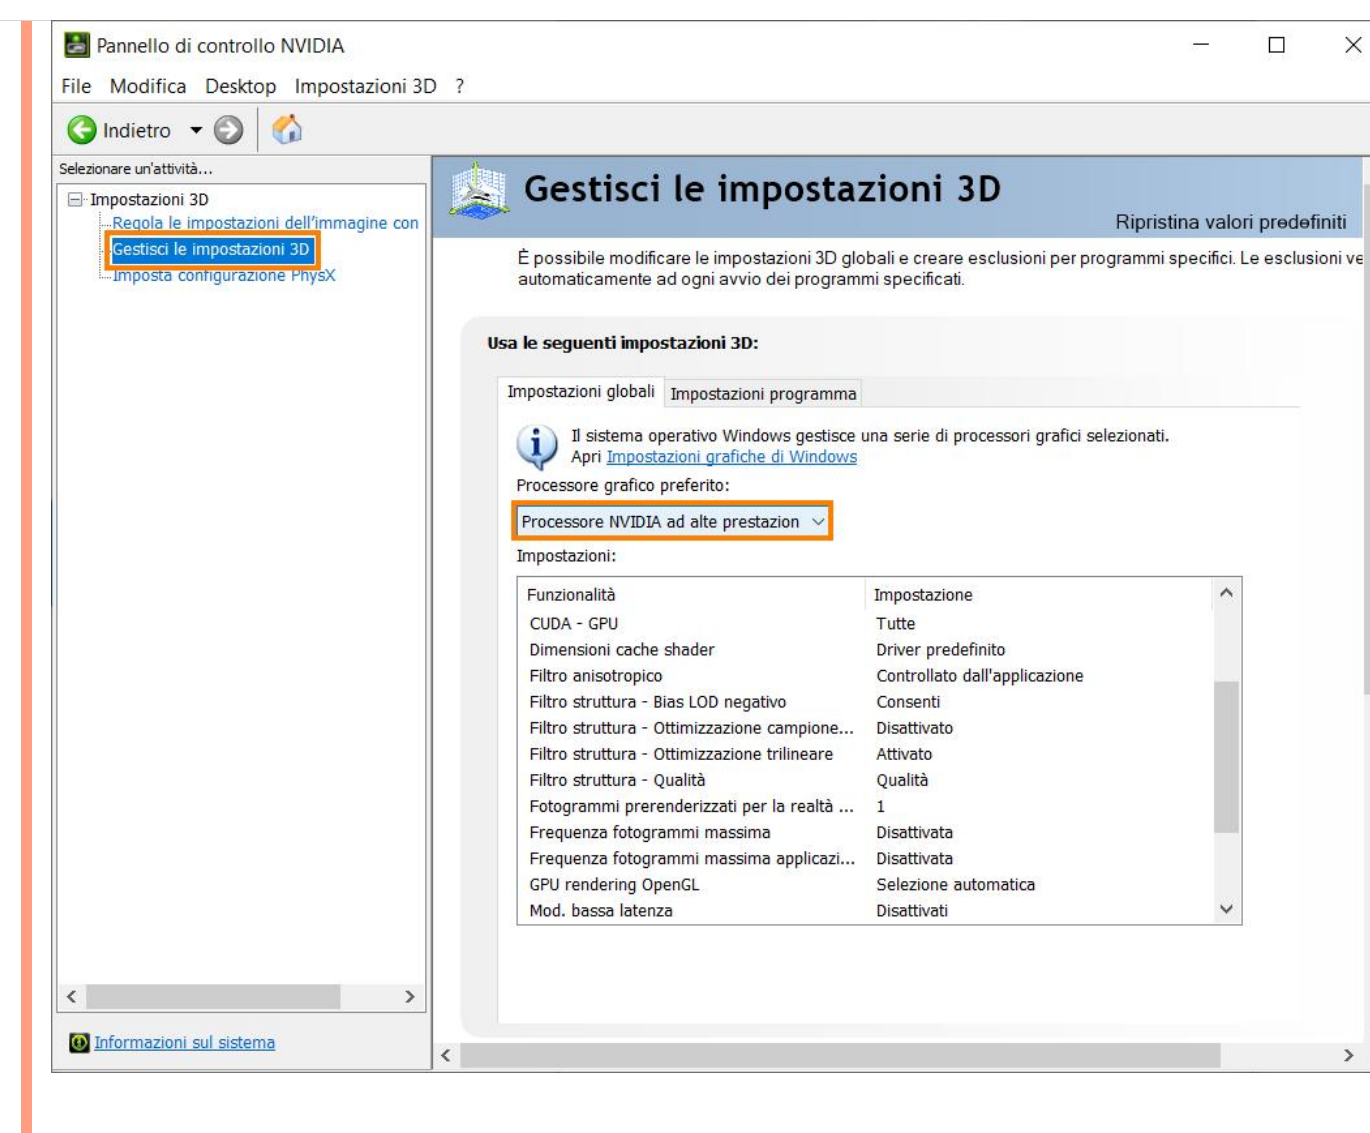 Pannello di controllo NVIDIA
File Modifica Desktop Impostazioni 3D ?
Indietro
Selezionare un'attività...
Impostazioni 3D
Regola le impostazioni dell'immagine con
Gestisci le impostazioni 3D
Imposta configurazione PhysX
Informazioni sul sistema
Gestisci le impostazioni 3D
Ripristina valori predefiniti
È possibile modificare le impostazioni 3D globali e creare esclusioni per programmi specifici. Le esclusioni ve
automaticamente ad ogni avvio dei programmi specificati.
Usa le seguenti impostazioni 3D:
Impostazioni globali Impostazioni programma
Il sistema operativo Windows gestisce una serie di processori grafici selezionati.
Apri Impostazioni grafiche di Windows
Processore grafico preferito:
Processore NVIDIA ad alte prestazion
Impostazioni:
Funzionalità Impostazione
CUDA - GPU Tutte
Dimensioni cache shader Driver predefinito
Filtro anisotropico Controllato dall'applicazione
Filtro struttura - Bias LOD negativo Consenti
Filtro struttura - Ottimizzazione campione... Disattivato
Filtro struttura - Ottimizzazione trilineare Attivato
Filtro struttura - Qualità Qualità
Fotogrammi prerenderizzati per la realtà ... 1
Frequenza fotogrammi massima Disattivata
Frequenza fotogrammi massima applicazi... Disattivata
GPU rendering OpenGL Selezione automatica
Mod. bassa latenza Disattivati